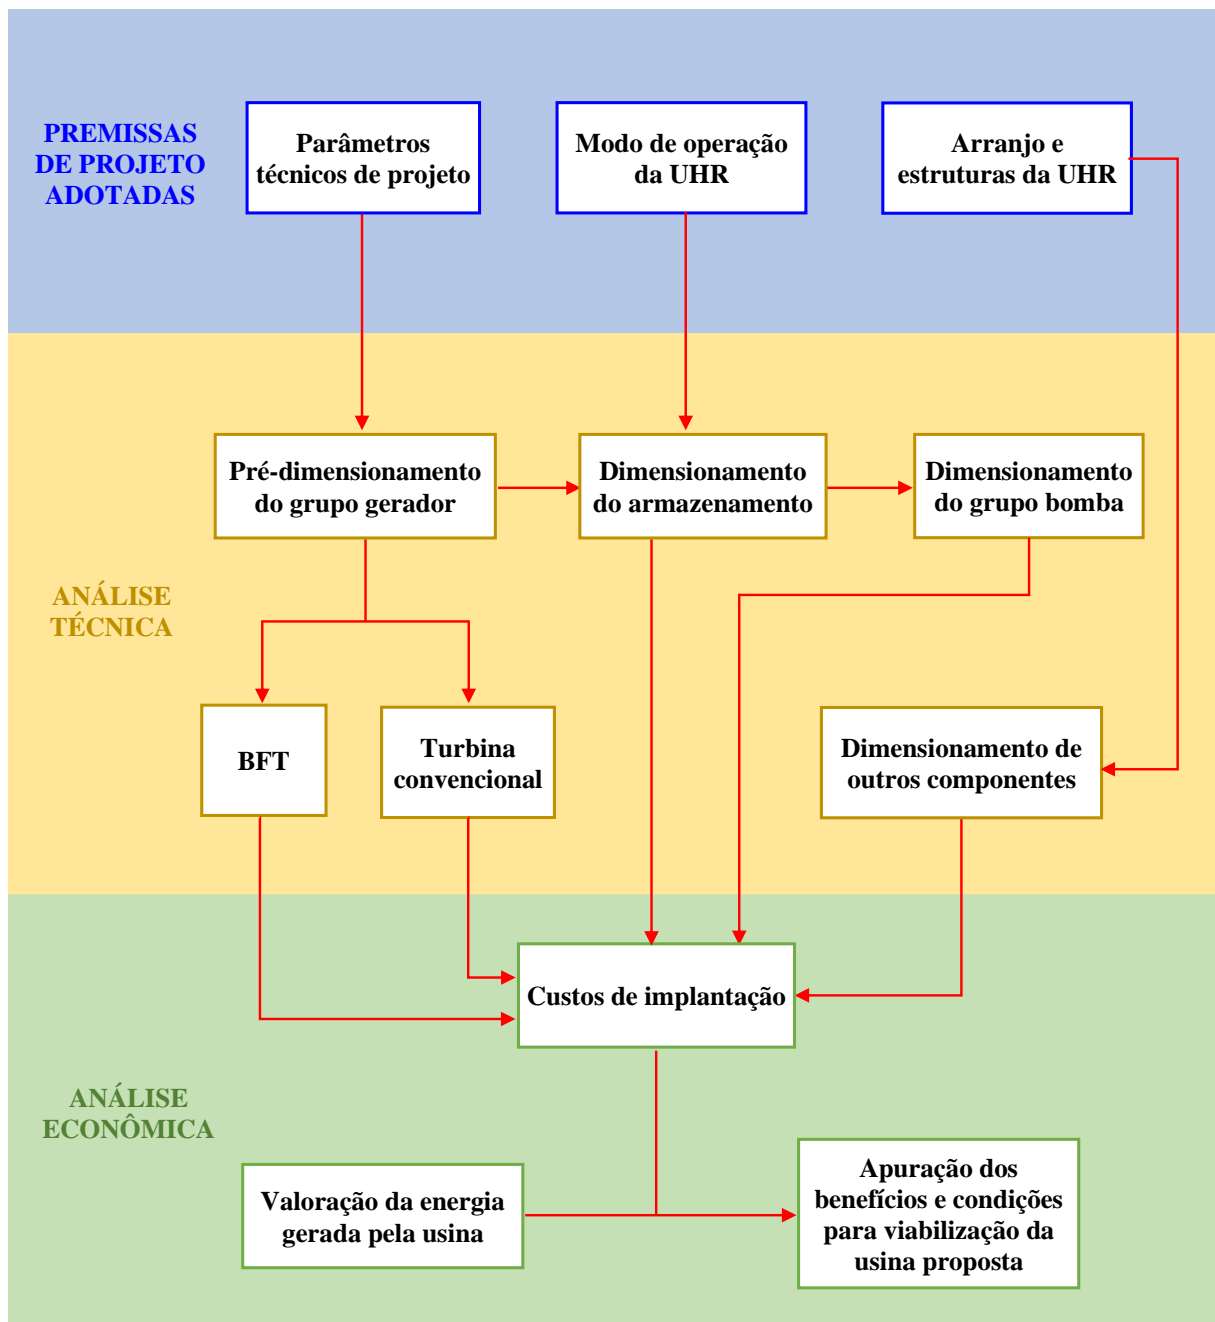 PREMISSAS
DE PROJETO
ADOTADAS
Parâmetros
técnicos de projeto
Modo de operação
da UHR
Arranjo e
estruturas da UHR
ANÁLISE
TÉCNICA
Pré-dimensionamento
do grupo gerador
Dimensionamento
do armazenamento
Dimensionamento
do grupo bomba
BFT
Turbina
convencional
Dimensionamento de
outros componentes
ANÁLISE
ECONÔMICA
Custos de implantação
Valoração da energia
gerada pela usina
Apuração dos
benefícios e condições
para viabilização da
usina proposta